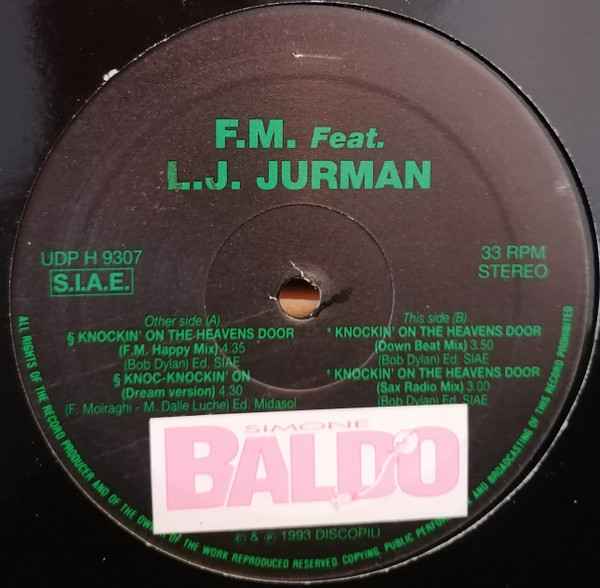 F.M. Feat.
L.J. JURMAN
UDP H 9307
S.I.A.E.
33 RPM
STEREO
Other side (A)
§ KNOCKIN' ON THE HEAVENS DOOR
(F.M. Happy Mix) 4.35
(Bob Dylan) Ed. SIAE
§ KNOC-KNOCKIN' ON
(Dream version) 4.30
(F. Moiraghi - M. Dalle Luche) Ed. Midasol
This side (B)
* KNOCKIN' ON THE HEAVENS DOOR
(Down Beat Mix) 3.50
(Bob Dylan) Ed. SIAE
* KNOCKIN' ON THE HEAVENS DOOR
(Sax Radio Mix) 3.00
(Bob Dylan) Ed. SIAE
SIMONE
BALDO
© & ℗ 1993 DISCOPIÙ
ALL RIGHTS OF THE RECORD PRODUCER AND OF THE OWNER OF THE WORK REPRODUCED RESERVED. COPYING, PUBLIC AND BROADCASTING OF THIS RECORD PROHIBITED